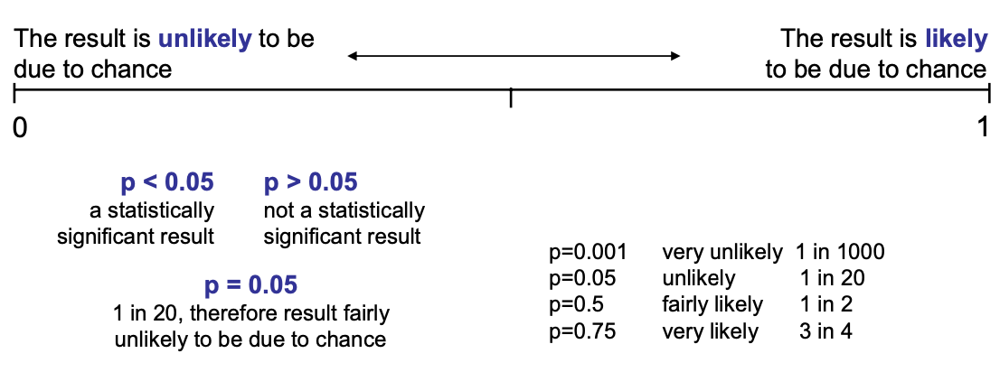 The result is unlikely to be
due to chance
The result is likely
to be due to chance
0
1
p < 0.05
a statistically
significant result
p > 0.05
not a statistically
significant result
p = 0.05
1 in 20, therefore result fairly
unlikely to be due to chance
p=0.001 very unlikely 1 in 1000
p=0.05 unlikely 1 in 20
p=0.5 fairly likely 1 in 2
p=0.75 very likely 3 in 4